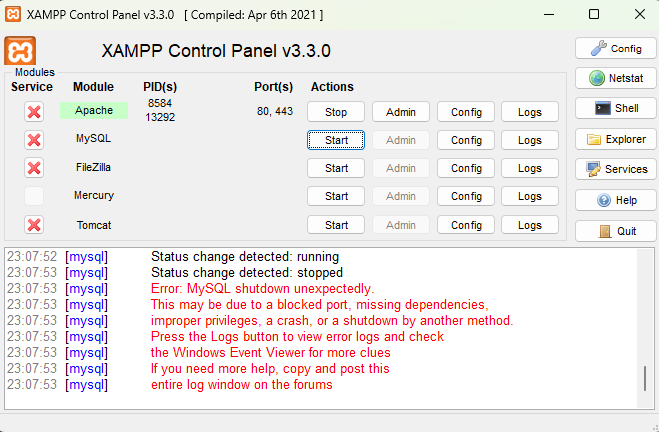 XAMPP Control Panel v3.3.0 [ Compiled: Apr 6th 2021 ]
XAMPP Control Panel v3.3.0
Config
Modules
Service Module PID(s) Port(s) Actions
Netstat
Apache 8584 80, 443 Stop Admin Config Logs
13292
Shell
MySQL Start Admin Config Logs
Explorer
FileZilla Start Admin Config Logs
Services
Mercury Start Admin Config Logs
Help
Tomcat Start Admin Config Logs
Quit
23:07:52 [mysql] Status change detected: running
23:07:53 [mysql] Status change detected: stopped
23:07:53 [mysql] Error: MySQL shutdown unexpectedly.
23:07:53 [mysql] This may be due to a blocked port, missing dependencies,
23:07:53 [mysql] improper privileges, a crash, or a shutdown by another method.
23:07:53 [mysql] Press the Logs button to view error logs and check
23:07:53 [mysql] the Windows Event Viewer for more clues
23:07:53 [mysql] If you need more help, copy and post this
23:07:53 [mysql] entire log window on the forums